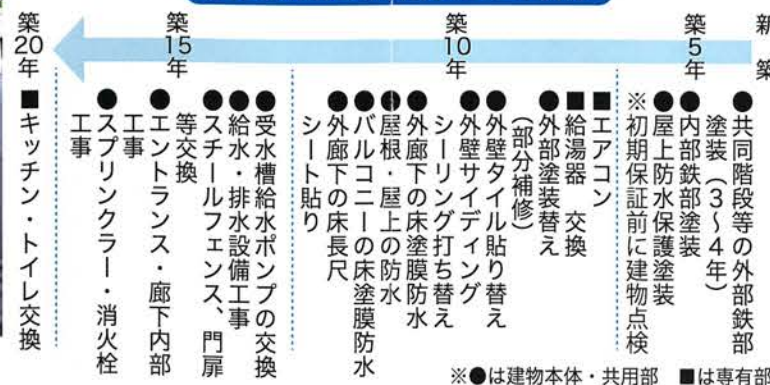 新築
築5年
築10年
築15年
築20年
●共同階段等の外部鉄部
塗装（3～4年）
●内部鉄部塗装
●屋上防水保護塗装
※初期保証前に建物点検
■エアコン
■給湯器　交換
●外部塗装替え
（部分補修）
●外壁タイル貼り替え
●外壁サイディング
シーリング打ち替え
●外廊下の床塗膜防水
●屋根・屋上の防水
●バルコニーの床塗膜防水
●外廊下の床長尺
シート貼り
●受水槽給水ポンプの交換
●給水・排水設備工事
●スチールフェンス、門扉
等交換
●エントランス・廊下内部
工事
●スプリンクラー・消火栓
工事
■キッチン・トイレ交換
※●は建物本体・共用部　■は専有部